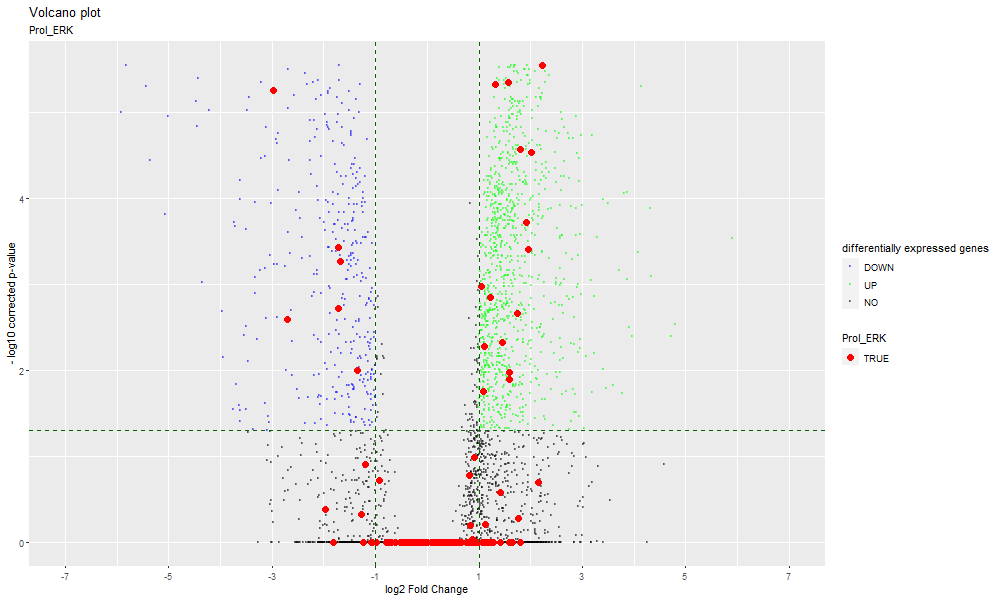 Volcano plot
Prol_ERK
- log10 corrected p-value
4
2
0
-7 -5 -3 -1 1 3 5 7
log2 Fold Change
differentially expressed genes
DOWN
UP
NO
Prol_ERK
TRUE